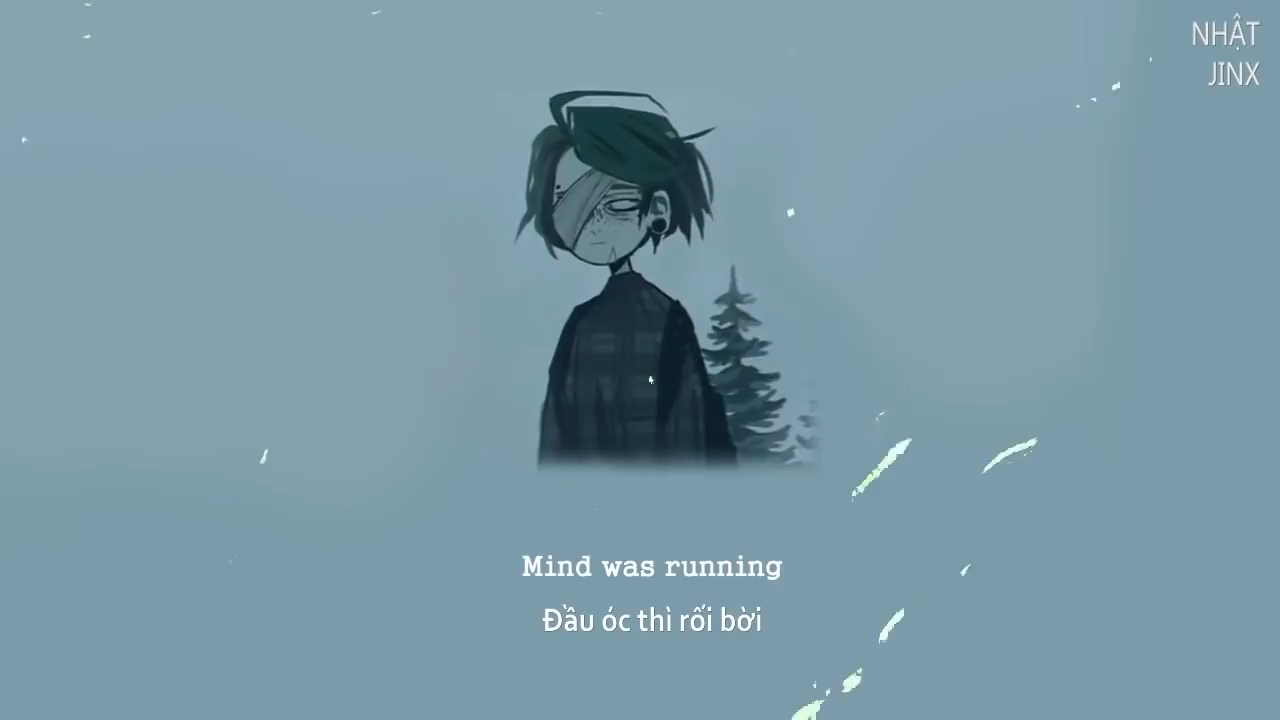 NHẬT
JINX
Mind was running
Đầu óc thì rối bời